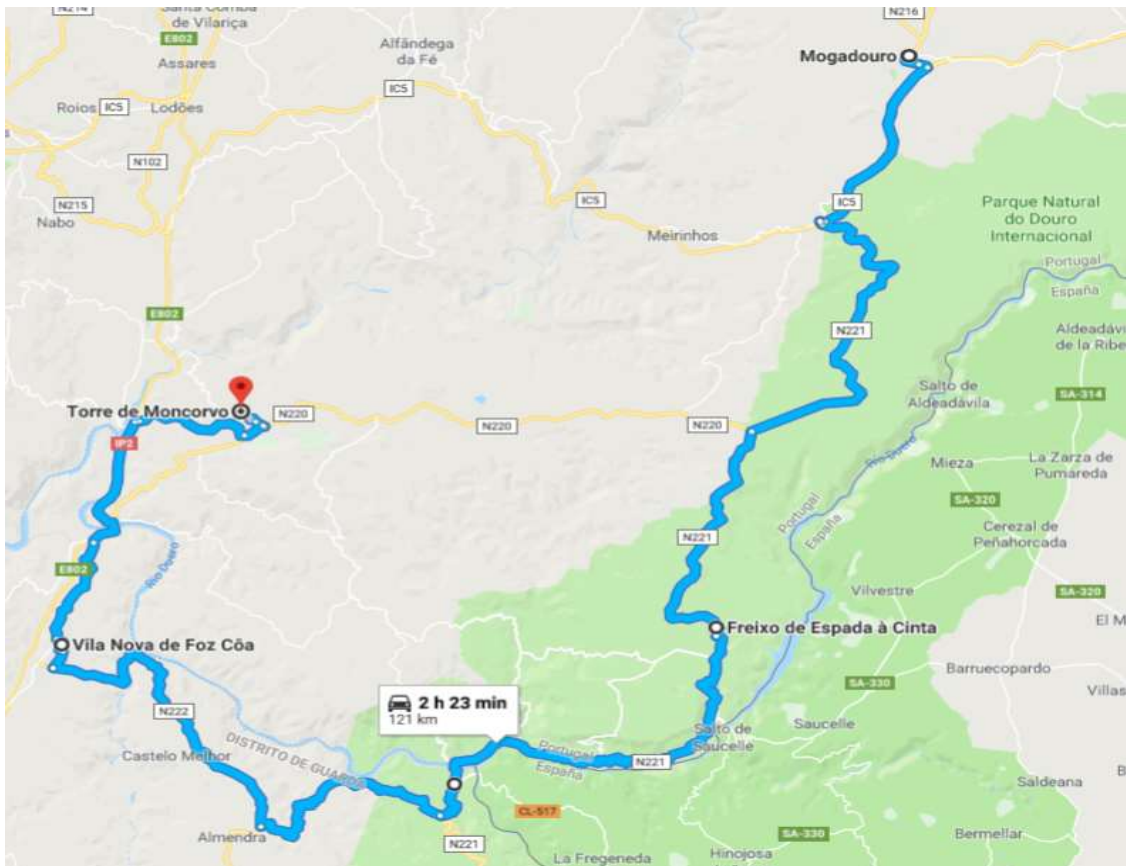 N214
Santa Comba
de Vilariça
E802
Assares
Alfândega
da Fé
N216
Mogadouro
Roios
IC5
Lodões
IC5
N102
N215
Nabo
IC5
Meirinhos
IC5
Parque Natural
do Douro
Internacional
Portugal
España
E802
N221
Aldeadávila
de la Ribe
Salto de
Aldeadávila
SA-314
Torre de Moncorvo
N220
N220
N220
IP2
Río Duero
Mieza
La Zarza de
Pumareda
SA-320
Portugal
España
N221
Cerezal de
Peñahorcada
Rio Douro
E802
Vilvestre
SA-320
El M
Vila Nova de Foz Côa
Freixo de Espada à Cinta
Barruecopardo
SA-330
Villas
2 h 23 min
121 km
N222
Castelo Melhor
DISTRITO DE GUARDA
Portugal
España
N221
Salto de
Saucelle
Saucelle
Saldeana
B
CL-517
Almendra
N221
SA-330
Bermellar
La Fregeneda
Hinojosa